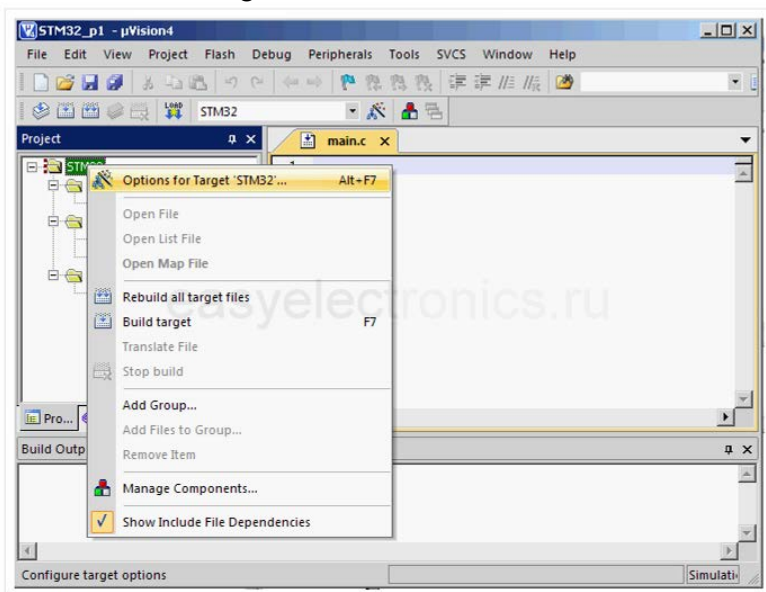 STM32_p1 - µVision4
File Edit View Project Flash Debug Peripherals Tools SVCS Window Help
LOAD STM32
Project
main.c
STM32
1
Options for Target 'STM32'... Alt+F7
Open File
Open List File
Open Map File
Rebuild all target files
Build target F7
Translate File
Stop build
Add Group...
Add Files to Group...
Remove Item
Manage Components...
Show Include File Dependencies
easyelectronics.ru
Pro...
Build Outp
Configure target options
Simulati